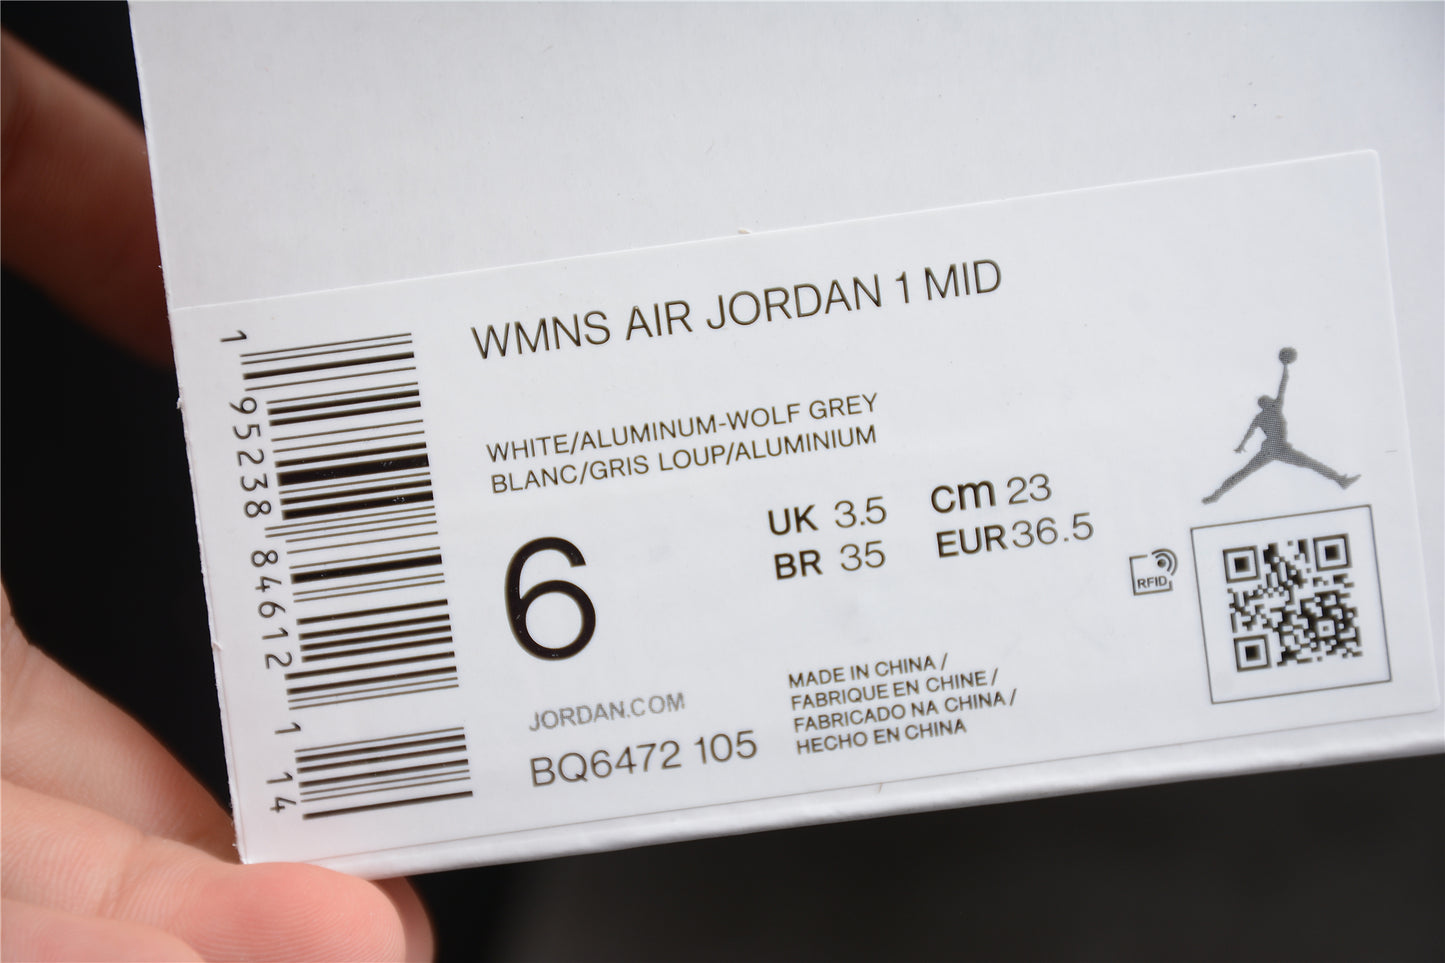 WMNS AIR JORDAN 1 MID
WHITE/ALUMINUM-WOLF GREY
BLANC/GRIS LOUP/ALUMINIUM
6
UK 3.5
BR 35
cm 23
EUR 36.5
RFID
JORDAN.COM
BQ6472 105
MADE IN CHINA /
FABRIQUE EN CHINE /
FABRICADO NA CHINA /
HECHO EN CHINA
1 95238 84612 1 14